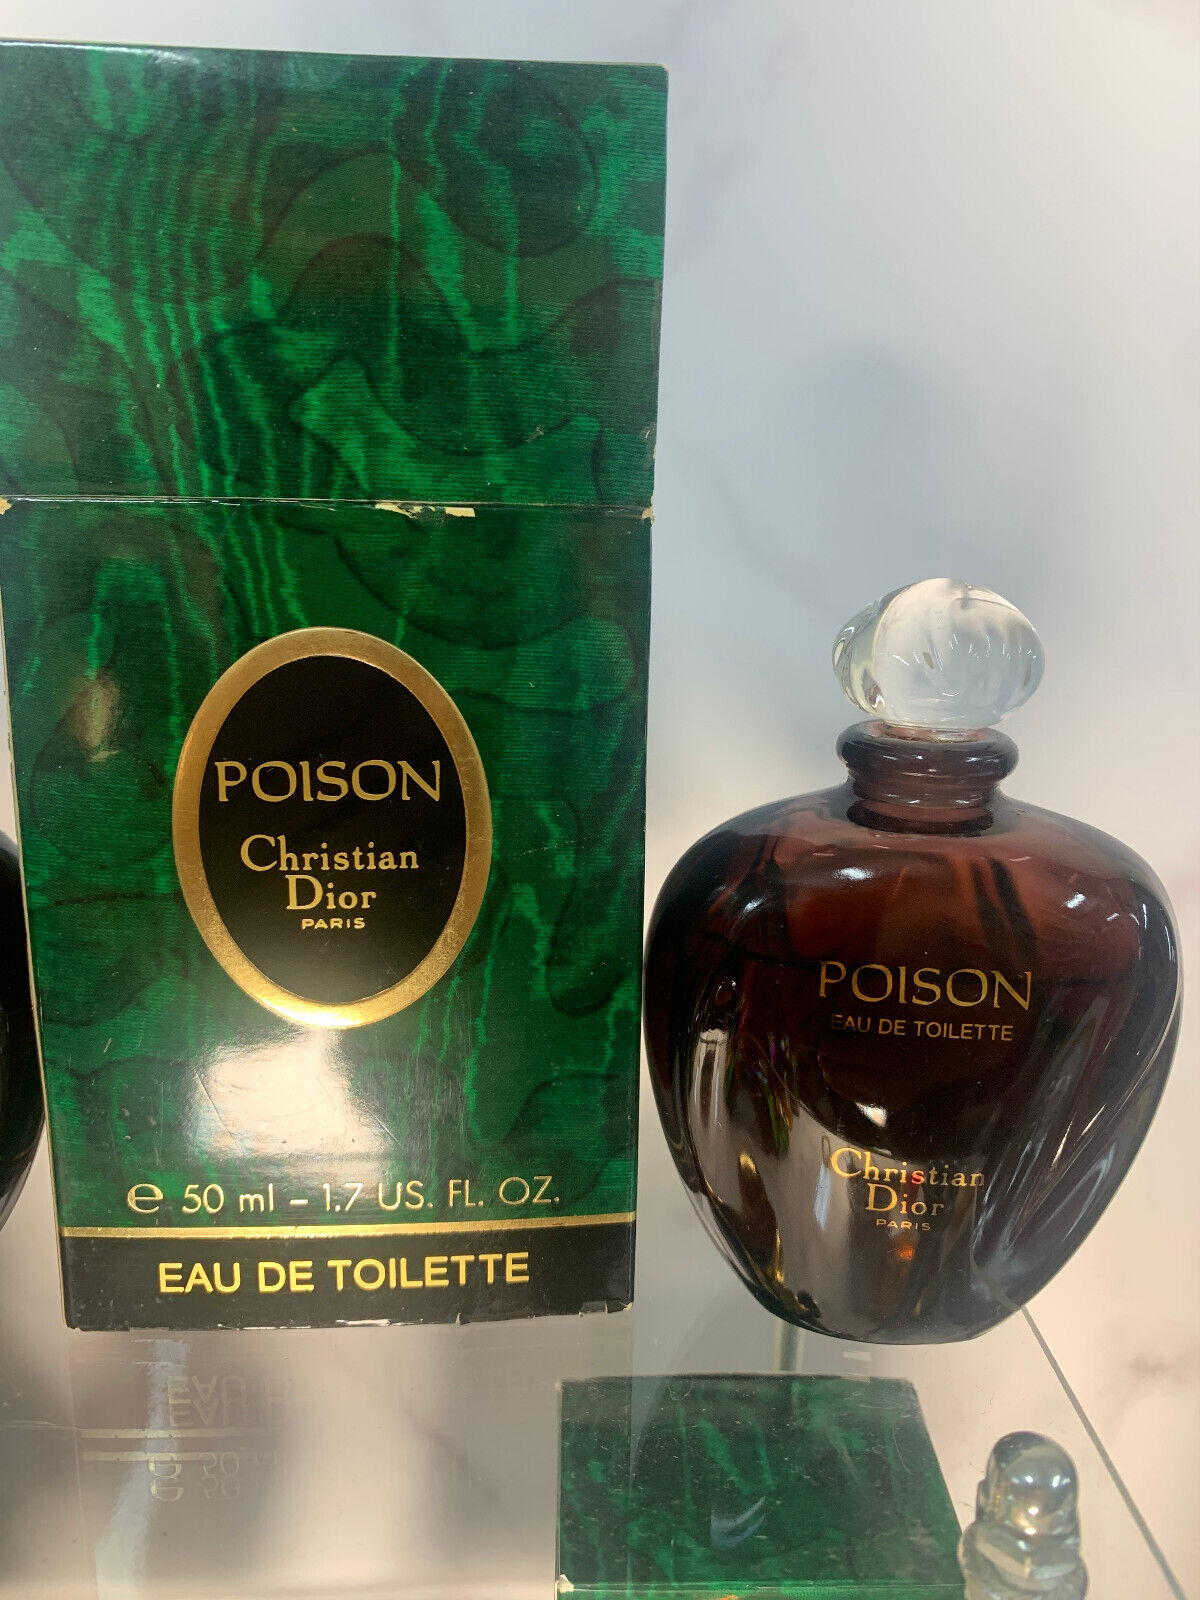 POISON
Christian
Dior
PARIS
e 50 ml – 1.7 US. FL. OZ.
EAU DE TOILETTE
POISON
EAU DE TOILETTE
Christian
Dior
PARIS